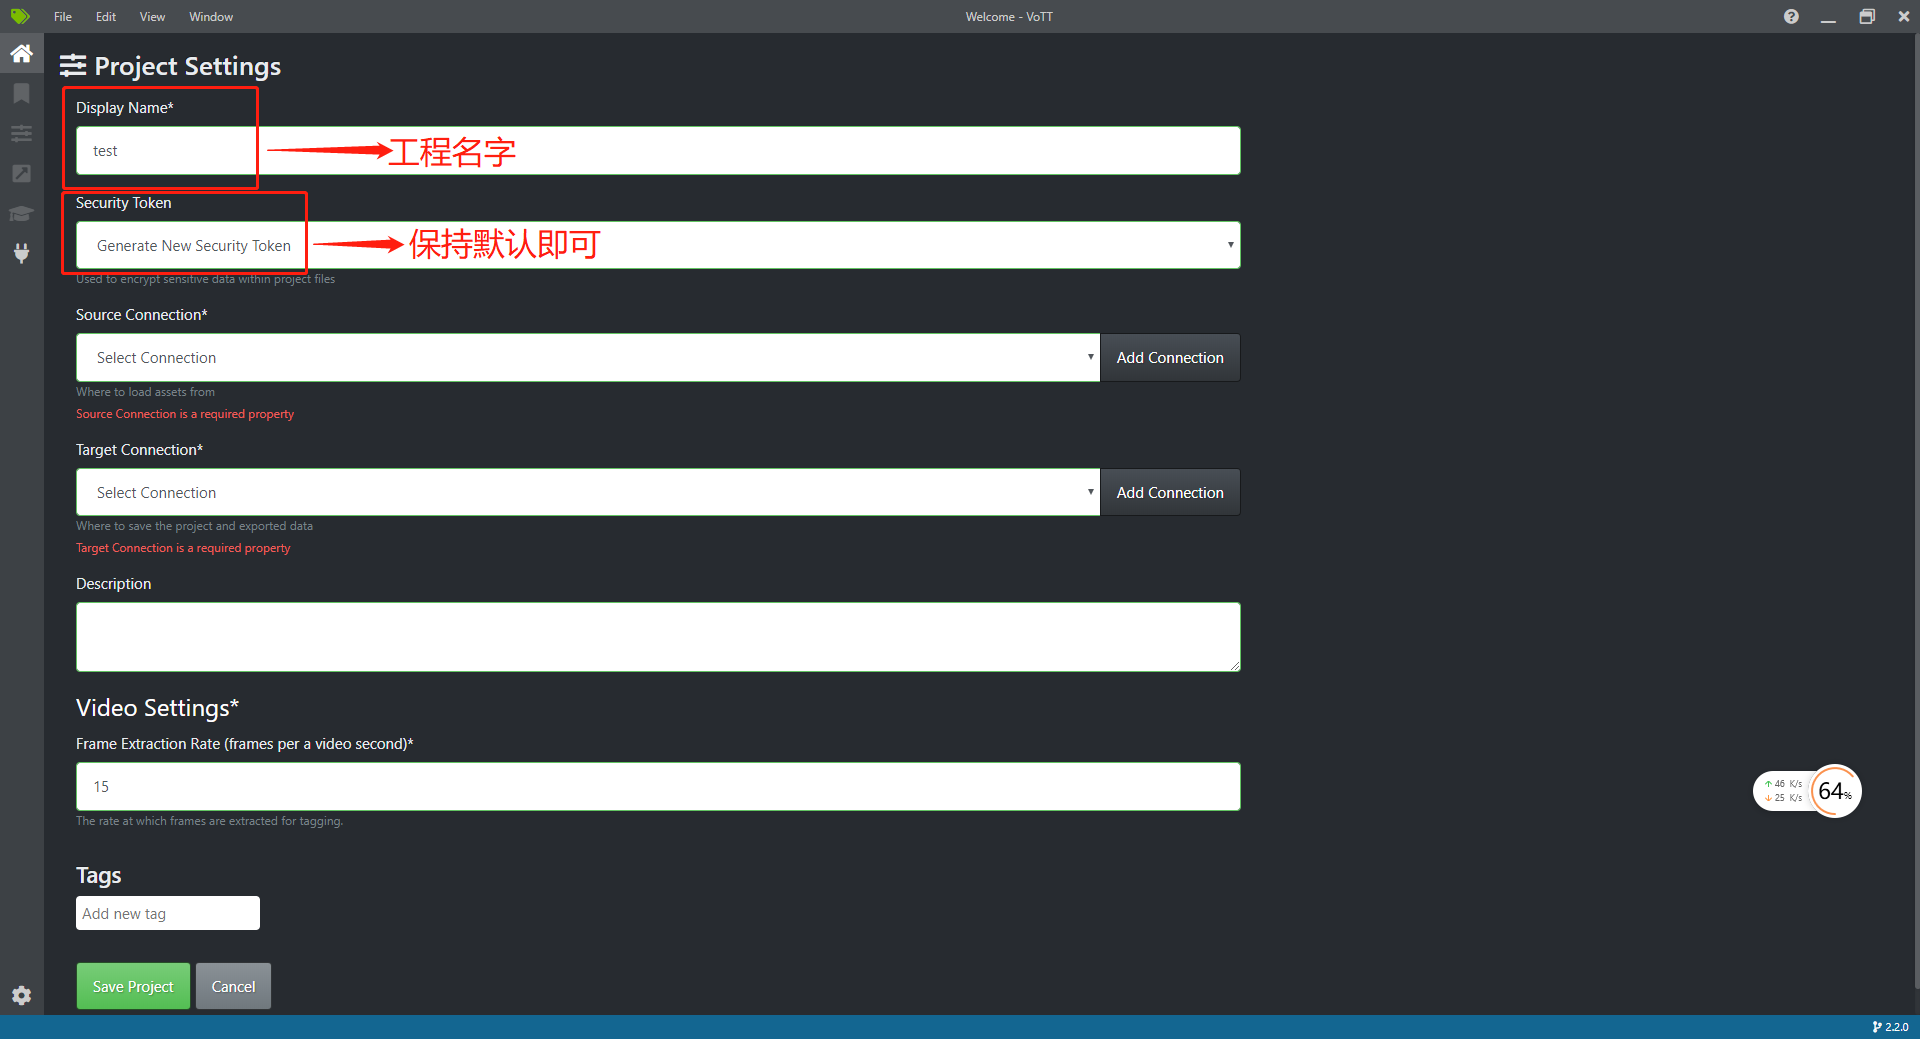 File Edit View Window Welcome - VoTT
Project Settings
Display Name*
test
工程名字
Security Token
Generate New Security Token
保持默认即可
Used to encrypt sensitive data within project files
Source Connection*
Select Connection
Add Connection
Where to load assets from
Source Connection is a required property
Target Connection*
Select Connection
Add Connection
Where to save the project and exported data
Target Connection is a required property
Description
Video Settings*
Frame Extraction Rate (frames per a video second)*
15
The rate at which frames are extracted for tagging.
46 K/s
25 K/s
64%
Tags
Add new tag
Save Project
Cancel
2.2.0